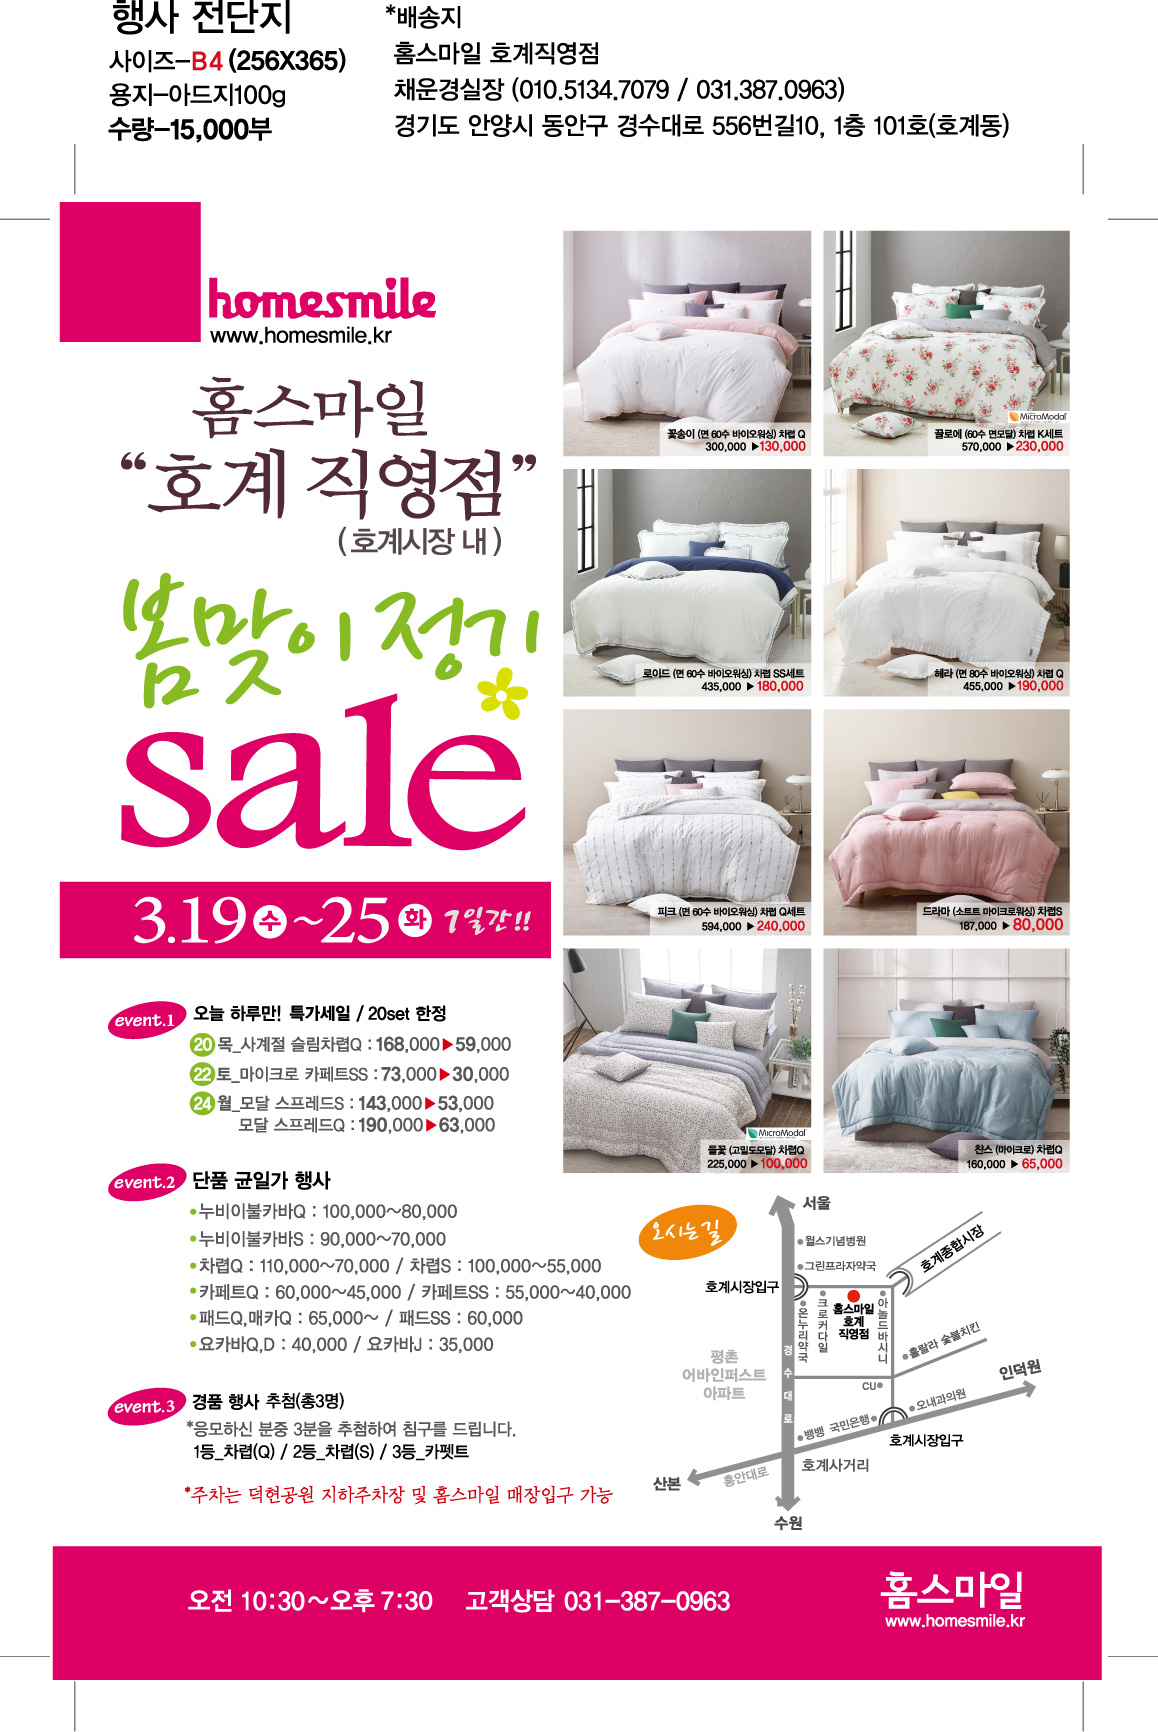 행사 전단지
사이즈-B4 (256X365)
용지-아드지100g
수량-15,000부
*배송지
홈스마일 호계직영점
채운경실장 (010.5134.7079 / 031.387.0963)
경기도 안양시 동안구 경수대로 556번길10, 1층 101호(호계동)
homesmile
www.homesmile.kr
홈스마일
“호계 직영점”
(호계시장 내)
봄맞이 정기
sale
3.19 수 ~25 화 7일간!!
꽃송이 (면 60수 바이오워싱) 차렵 Q
300,000 ▶130,000
MicroModal
끌로에 (60수 면모달) 차렵 K세트
570,000 ▶230,000
로이드 (면 60수 바이오워싱) 차렵 SS세트
435,000 ▶180,000
헤라 (면 80수 바이오워싱) 차렵 Q
455,000 ▶190,000
피크 (면 60수 바이오워싱) 차렵 Q세트
594,000 ▶240,000
드라마 (소트트 마이크로워싱) 차렵S
187,000 ▶80,000
MicroModal
들꽃 (고밀도모달) 차렵Q
225,000 ▶100,000
찬스 (마이크로) 차렵Q
160,000 ▶65,000
event.1 오늘 하루만! 특가세일 / 20set 한정
20 목_사계절 슬림차렵Q : 168,000▶59,000
22 토_마이크로 카페트SS : 73,000▶30,000
24 월_모달 스프레드S : 143,000▶53,000
모달 스프레드Q : 190,000▶63,000
event.2 단품 균일가 행사
•누비이불카바Q : 100,000~80,000
•누비이불카바S : 90,000~70,000
•차렵Q : 110,000~70,000 / 차렵S : 100,000~55,000
•카페트Q : 60,000~45,000 / 카페트SS : 55,000~40,000
•패드Q,매카Q : 65,000~ / 패드SS : 60,000
•요카바Q,D : 40,000 / 요카바J : 35,000
event.3 경품 행사 추첨(총3명)
*응모하신 분중 3분을 추첨하여 침구를 드립니다.
1등_차렵(Q) / 2등_차렵(S) / 3등_카펫트
*주차는 덕현공원 지하주차장 및 홈스마일 매장입구 가능
오시는길
서울
월스기념병원
그린프라자약국
호계종합시장
호계시장입구
온누리약국
크로커다일
홈스마일
호계
직영점
아놀드바시니
경수대로
평촌
어바인퍼스트
아파트
훌랄라 숯불치킨
인덕원
CU
오내과의원
뱅뱅 국민은행
호계시장입구
호계사거리
산본
흥안대로
수원
오전 10:30~오후 7:30 고객상담 031-387-0963
홈스마일
www.homesmile.kr